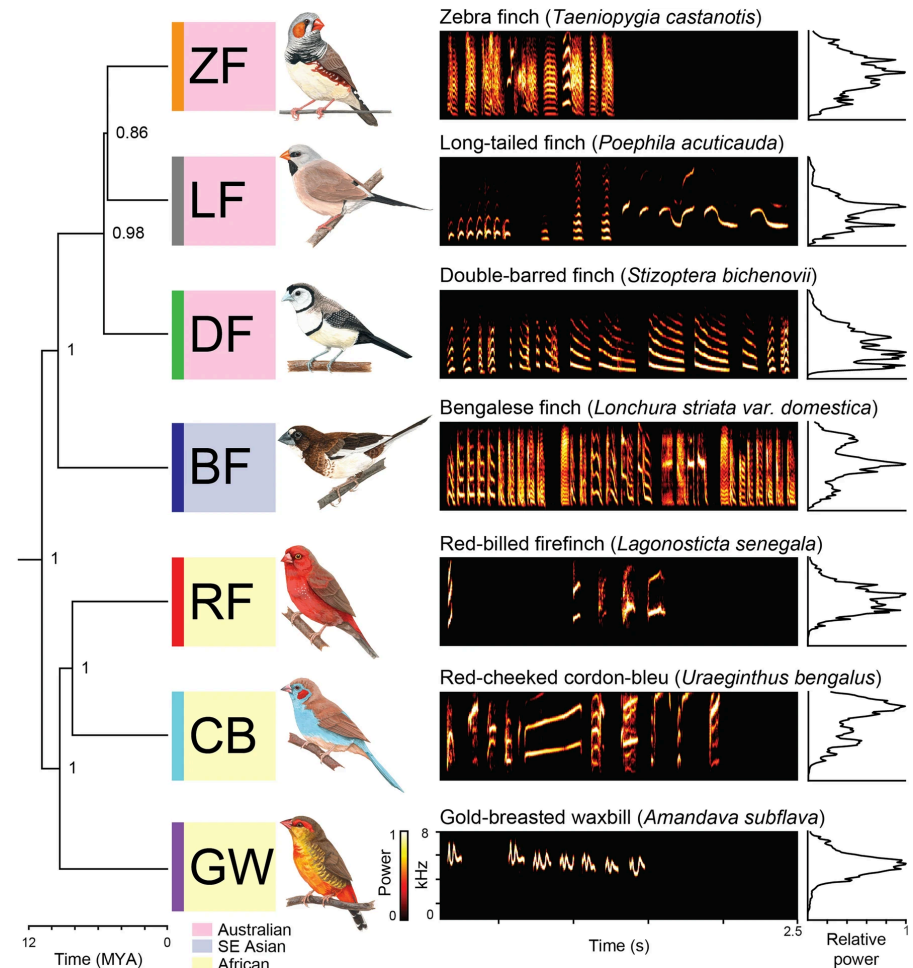 Zebra finch (Taeniopygia castanotis)
ZF
0.86
Long-tailed finch (Poephila acuticauda)
LF
0.98
Double-barred finch (Stizoptera bichenovii)
DF
1
Bengalese finch (Lonchura striata var. domestica)
BF
1
Red-billed firefinch (Lagonosticta senegala)
RF
1
Red-cheeked cordon-bleu (Uraeginthus bengalus)
CB
1
Gold-breasted waxbill (Amandava subflava)
GW
1
Power
0
8
kHz
0
12
0
Time (MYA)
Australian
SE Asian
African
2.5
Time (s)
1
Relative
power